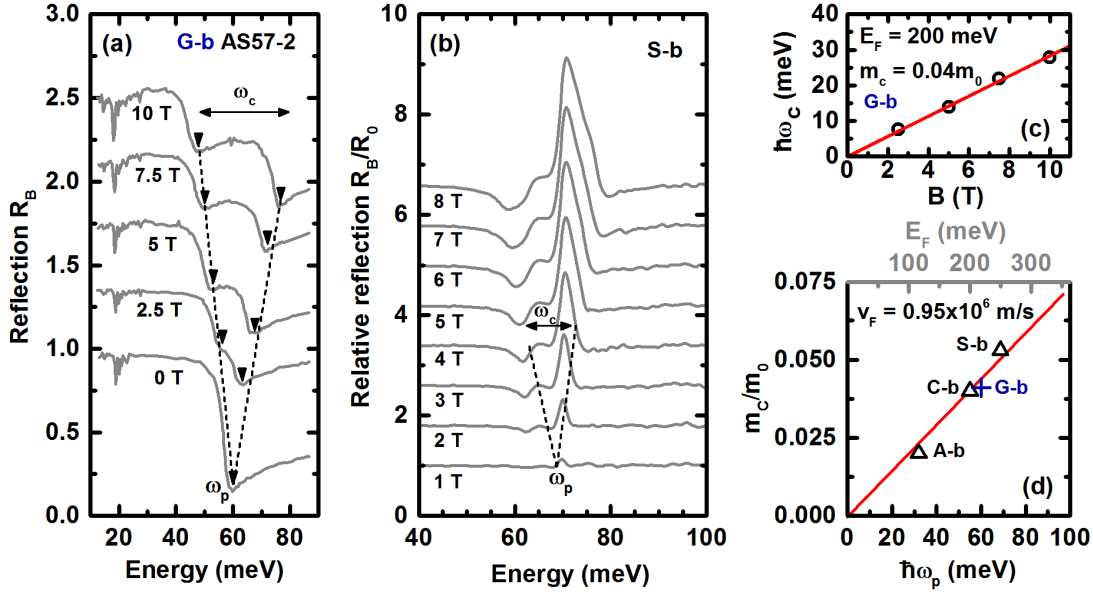 (a) G-b AS57-2
3.0
2.5
2.0
1.5
1.0
0.5
0.0
Reflection R_B
ω_c
10 T
7.5 T
5 T
2.5 T
0 T
ω_p
20 40 60 80
Energy (meV)
(b) S-b
10
8
6
4
2
0
Relative reflection R_B/R_0
8 T
7 T
6 T
5 T
4 T
3 T
2 T
1 T
ω_c
ω_p
40 60 80 100
Energy (meV)
40
30
20
10
0
ħω_C (meV)
E_F = 200 meV
m_c = 0.04m_0
G-b
(c)
0 2 4 6 8 10
B (T)
E_F (meV)
100 200 300
0.075
0.050
0.025
0.000
m_C/m_0
v_F = 0.95x10^6 m/s
S-b
C-b
G-b
A-b
(d)
0 20 40 60 80 100
ħω_p (meV)